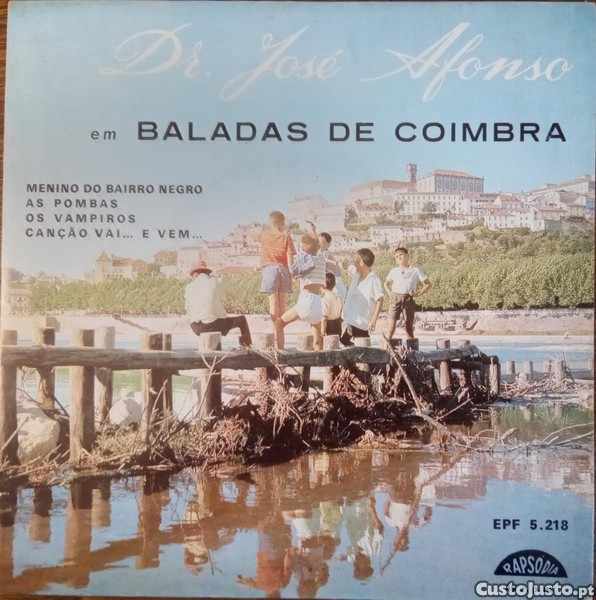 Dr. José Afonso
em BALADAS DE COIMBRA
MENINO DO BAIRRO NEGRO
AS POMBAS
OS VAMPIROS
CANÇÃO VAI... E VEM...
EPF 5.218
RAPSÓDIA
CustoJusto.pt